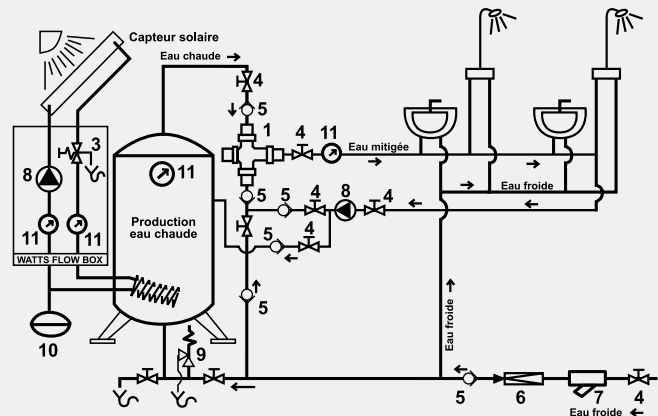 Capteur solaire
Eau chaude
4
5
1
4
11
Eau mitigée
3
8
11
11
11
WATTS FLOW BOX
Production
eau chaude
5
5
4
8
4
Eau froide
5
4
5
10
9
Eau froide
5
6
7
4
Eau froide